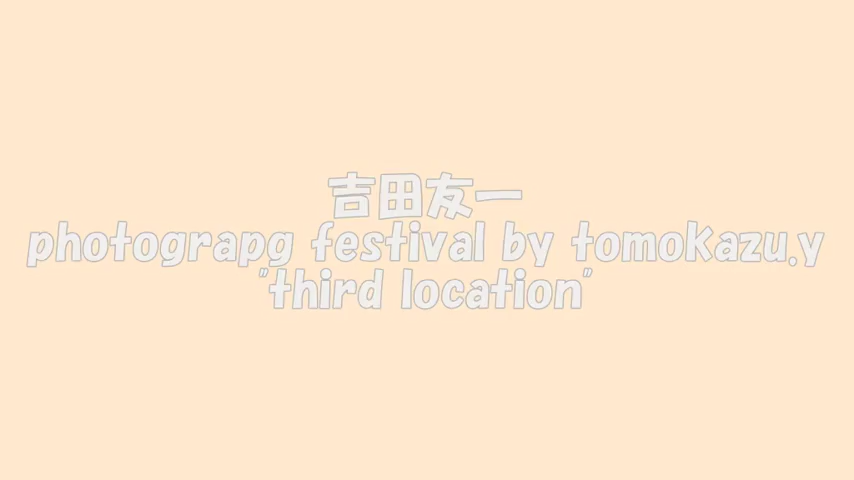 吉田友一
photograpg festival by tomokazu.y
"third location"